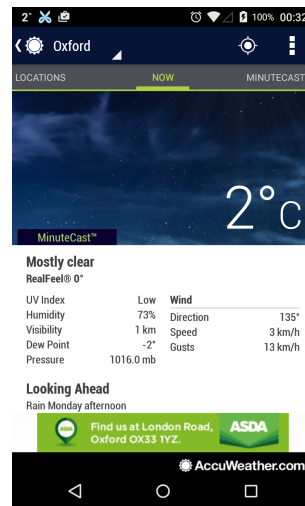 2° 100% 00:32
Oxford
LOCATIONS NOW MINUTECAST
2°C
MinuteCast™
Mostly clear
RealFeel® 0°
UV Index Low
Humidity 73%
Visibility 1 km
Dew Point -2°
Pressure 1016.0 mb
Wind
Direction 135°
Speed 3 km/h
Gusts 13 km/h
Looking Ahead
Rain Monday afternoon
ASDA
Find us at London Road,
Oxford OX33 1YZ.
ASDA
AccuWeather.com